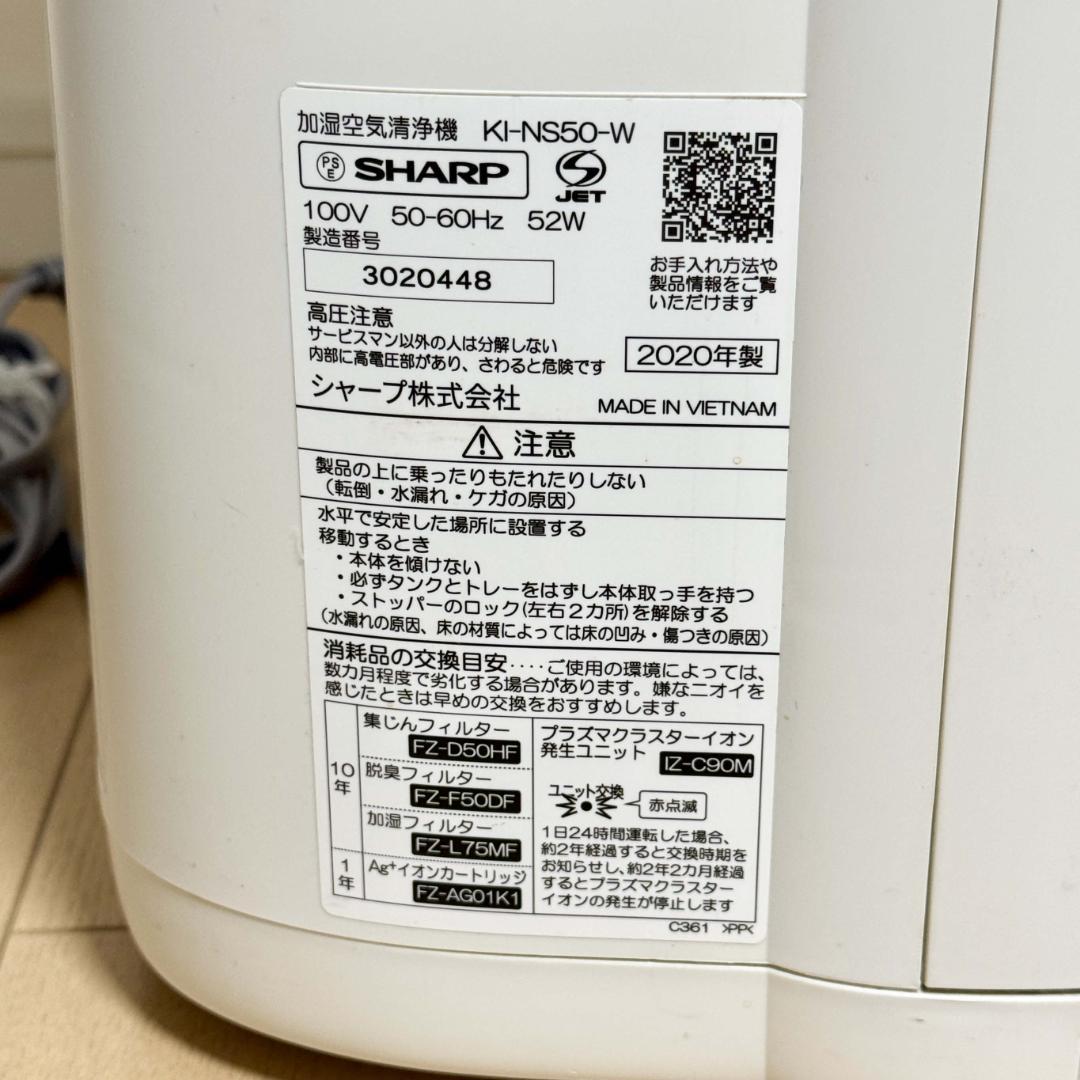 加湿空気清浄機 KI-NS50-W
PS E SHARP JET
100V 50-60Hz 52W
製造番号
3020448
お手入れ方法や
製品情報をご覧
いただけます
高圧注意
サービスマン以外の人は分解しない
内部に高電圧部があり、さわると危険です
2020年製
シャープ株式会社
MADE IN VIETNAM
注意
製品の上に乗ったりもたれたりしない
（転倒・水漏れ・ケガの原因）
水平で安定した場所に設置する
移動するとき
・本体を傾けない
・必ずタンクとトレーをはずし本体取っ手を持つ
・ストッパーのロック(左右2カ所)を解除する
(水漏れの原因、床の材質によっては床の凹み・傷つきの原因)
消耗品の交換目安‥‥ご使用の環境によっては、
数カ月程度で劣化する場合があります。嫌なニオイを
感じたときは早めの交換をおすすめします。
10年
集じんフィルター
FZ-D50HF
脱臭フィルター
FZ-F50DF
加湿フィルター
FZ-L75MF
1年
Ag+イオンカートリッジ
FZ-AG01K1
プラズマクラスターイオン
発生ユニット IZ-C90M
ユニット交換
赤点滅
1日24時間運転した場合、
約2年経過すると交換時期を
お知らせし、約2年2カ月経過
するとプラズマクラスター
イオンの発生が停止します
C361 >PP<